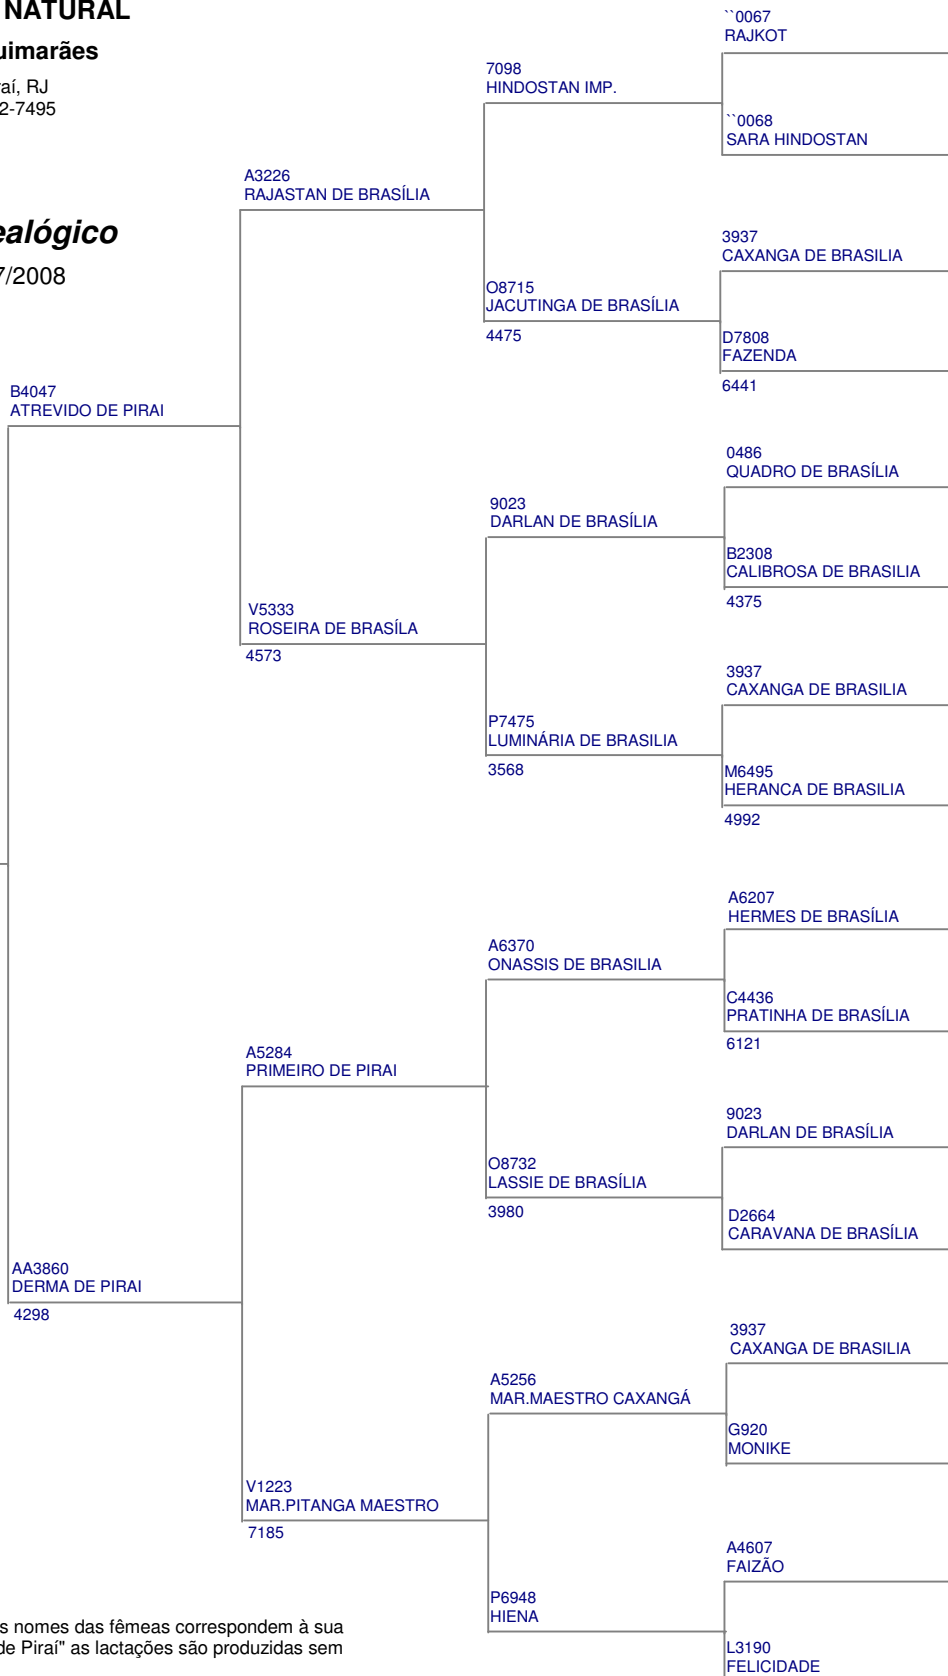 NATURAL
uimarães
raí, RJ
2-7495
ealógico
7/2008
``0067
RAJKOT
7098
HINDOSTAN IMP.
``0068
SARA HINDOSTAN
A3226
RAJASTAN DE BRASÍLIA
3937
CAXANGA DE BRASILIA
O8715
JACUTINGA DE BRASÍLIA
4475
D7808
FAZENDA
6441
B4047
ATREVIDO DE PIRAI
0486
QUADRO DE BRASÍLIA
9023
DARLAN DE BRASÍLIA
B2308
CALIBROSA DE BRASILIA
4375
V5333
ROSEIRA DE BRASÍLA
4573
3937
CAXANGA DE BRASILIA
P7475
LUMINÁRIA DE BRASILIA
3568
M6495
HERANCA DE BRASILIA
4992
A6207
HERMES DE BRASÍLIA
A6370
ONASSIS DE BRASILIA
C4436
PRATINHA DE BRASÍLIA
6121
A5284
PRIMEIRO DE PIRAI
9023
DARLAN DE BRASÍLIA
O8732
LASSIE DE BRASÍLIA
3980
D2664
CARAVANA DE BRASÍLIA
AA3860
DERMA DE PIRAI
4298
3937
CAXANGA DE BRASILIA
A5256
MAR.MAESTRO CAXANGÁ
G920
MONIKE
V1223
MAR.PITANGA MAESTRO
7185
A4607
FAIZÃO
P6948
HIENA
L3190
FELICIDADE
s nomes das fêmeas correspondem à sua
de Piraí" as lactações são produzidas sem